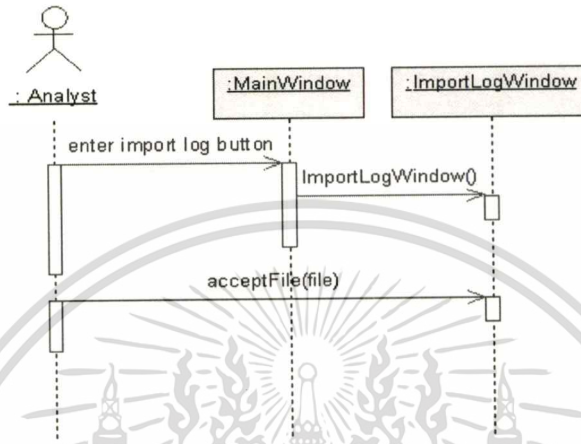 : Analyst
:MainWindow
:ImportLogWindow
enter import log button
ImportLogWindow()
acceptFile(file)